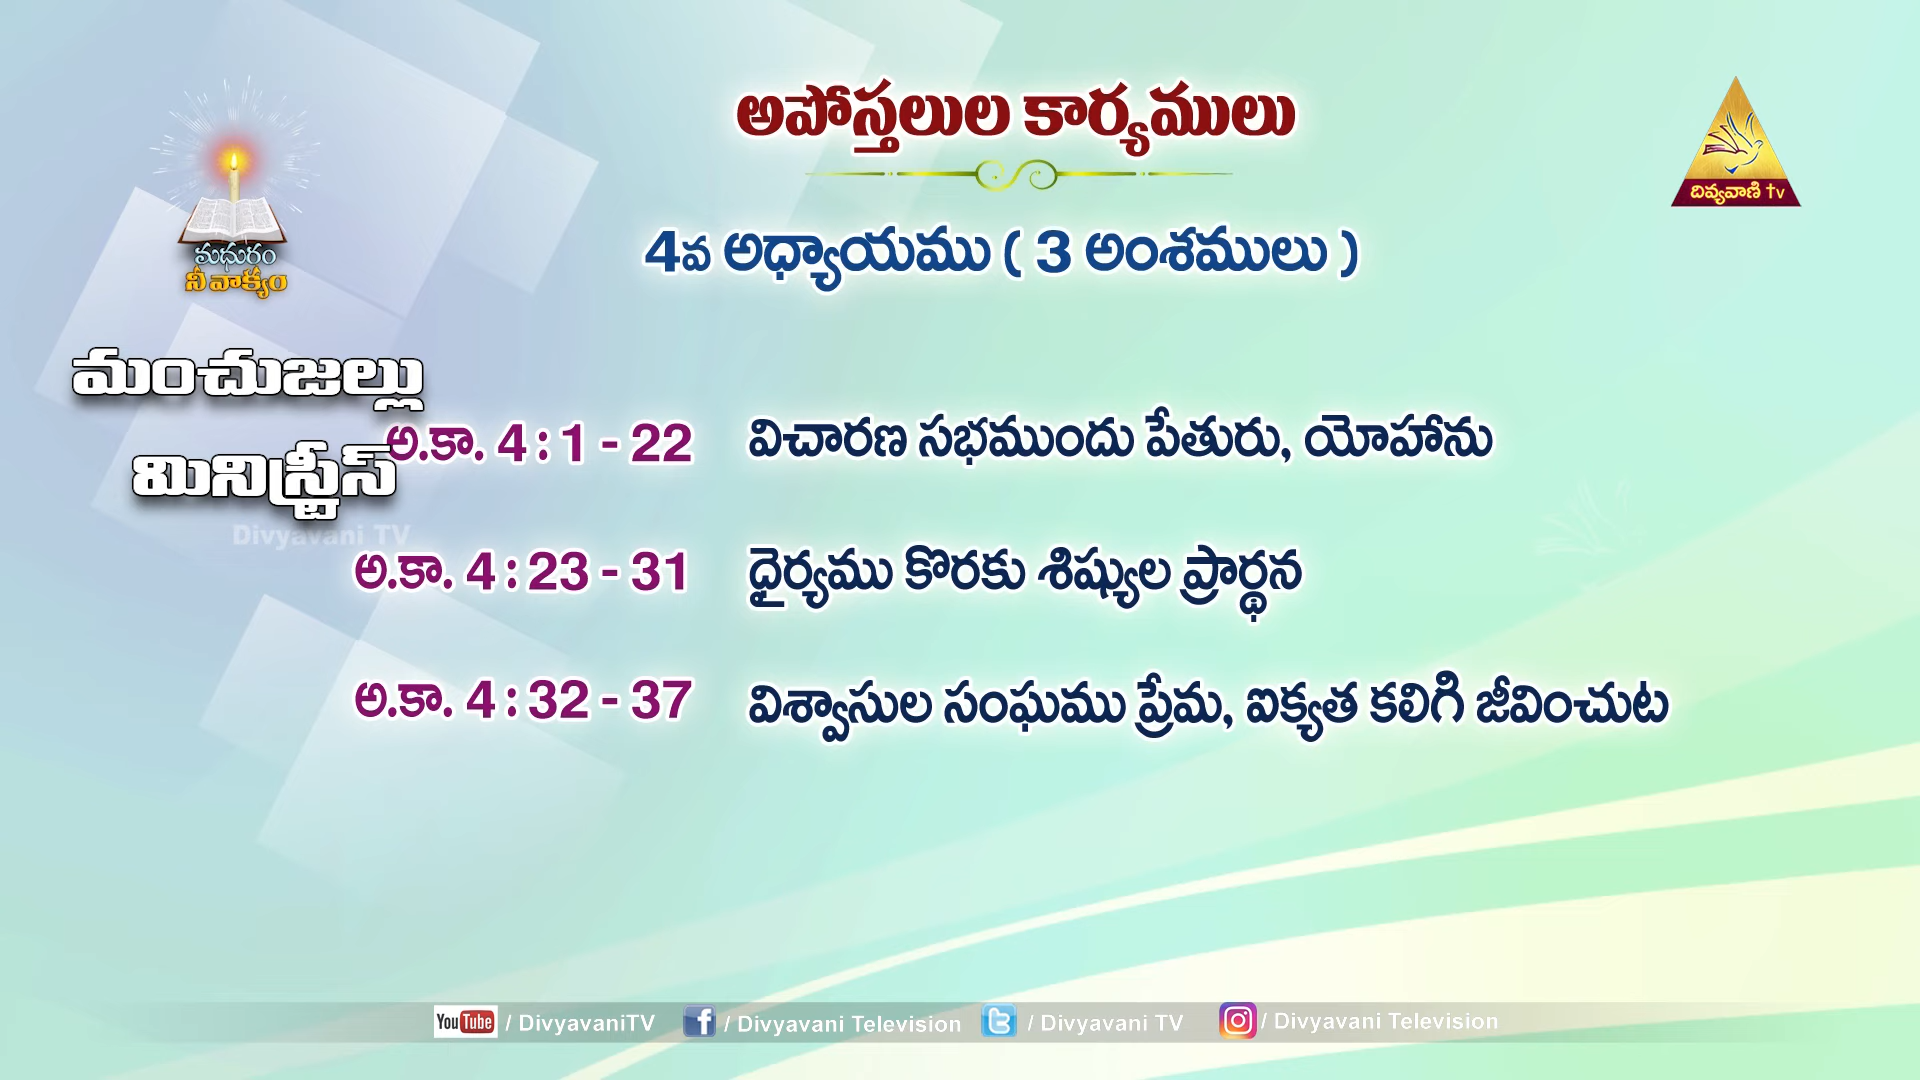 అపోస్తలుల కార్యములు
దివ్యవాణి tv
మధురం
నీ వాక్యం
4వ అధ్యాయము ( 3 అంశములు )
మంచుజల్లు
మినిస్ట్రీస్
అ.కా. 4 : 1 - 22 విచారణ సభముందు పేతురు, యోహాను
Divyavani TV
అ.కా. 4 : 23 - 31 ధైర్యము కొరకు శిష్యుల ప్రార్థన
అ.కా. 4 : 32 - 37 విశ్వాసుల సంఘము ప్రేమ, ఐక్యత కలిగి జీవించుట
YouTube / DivyavaniTV f / Divyavani Television / Divyavani TV / Divyavani Television